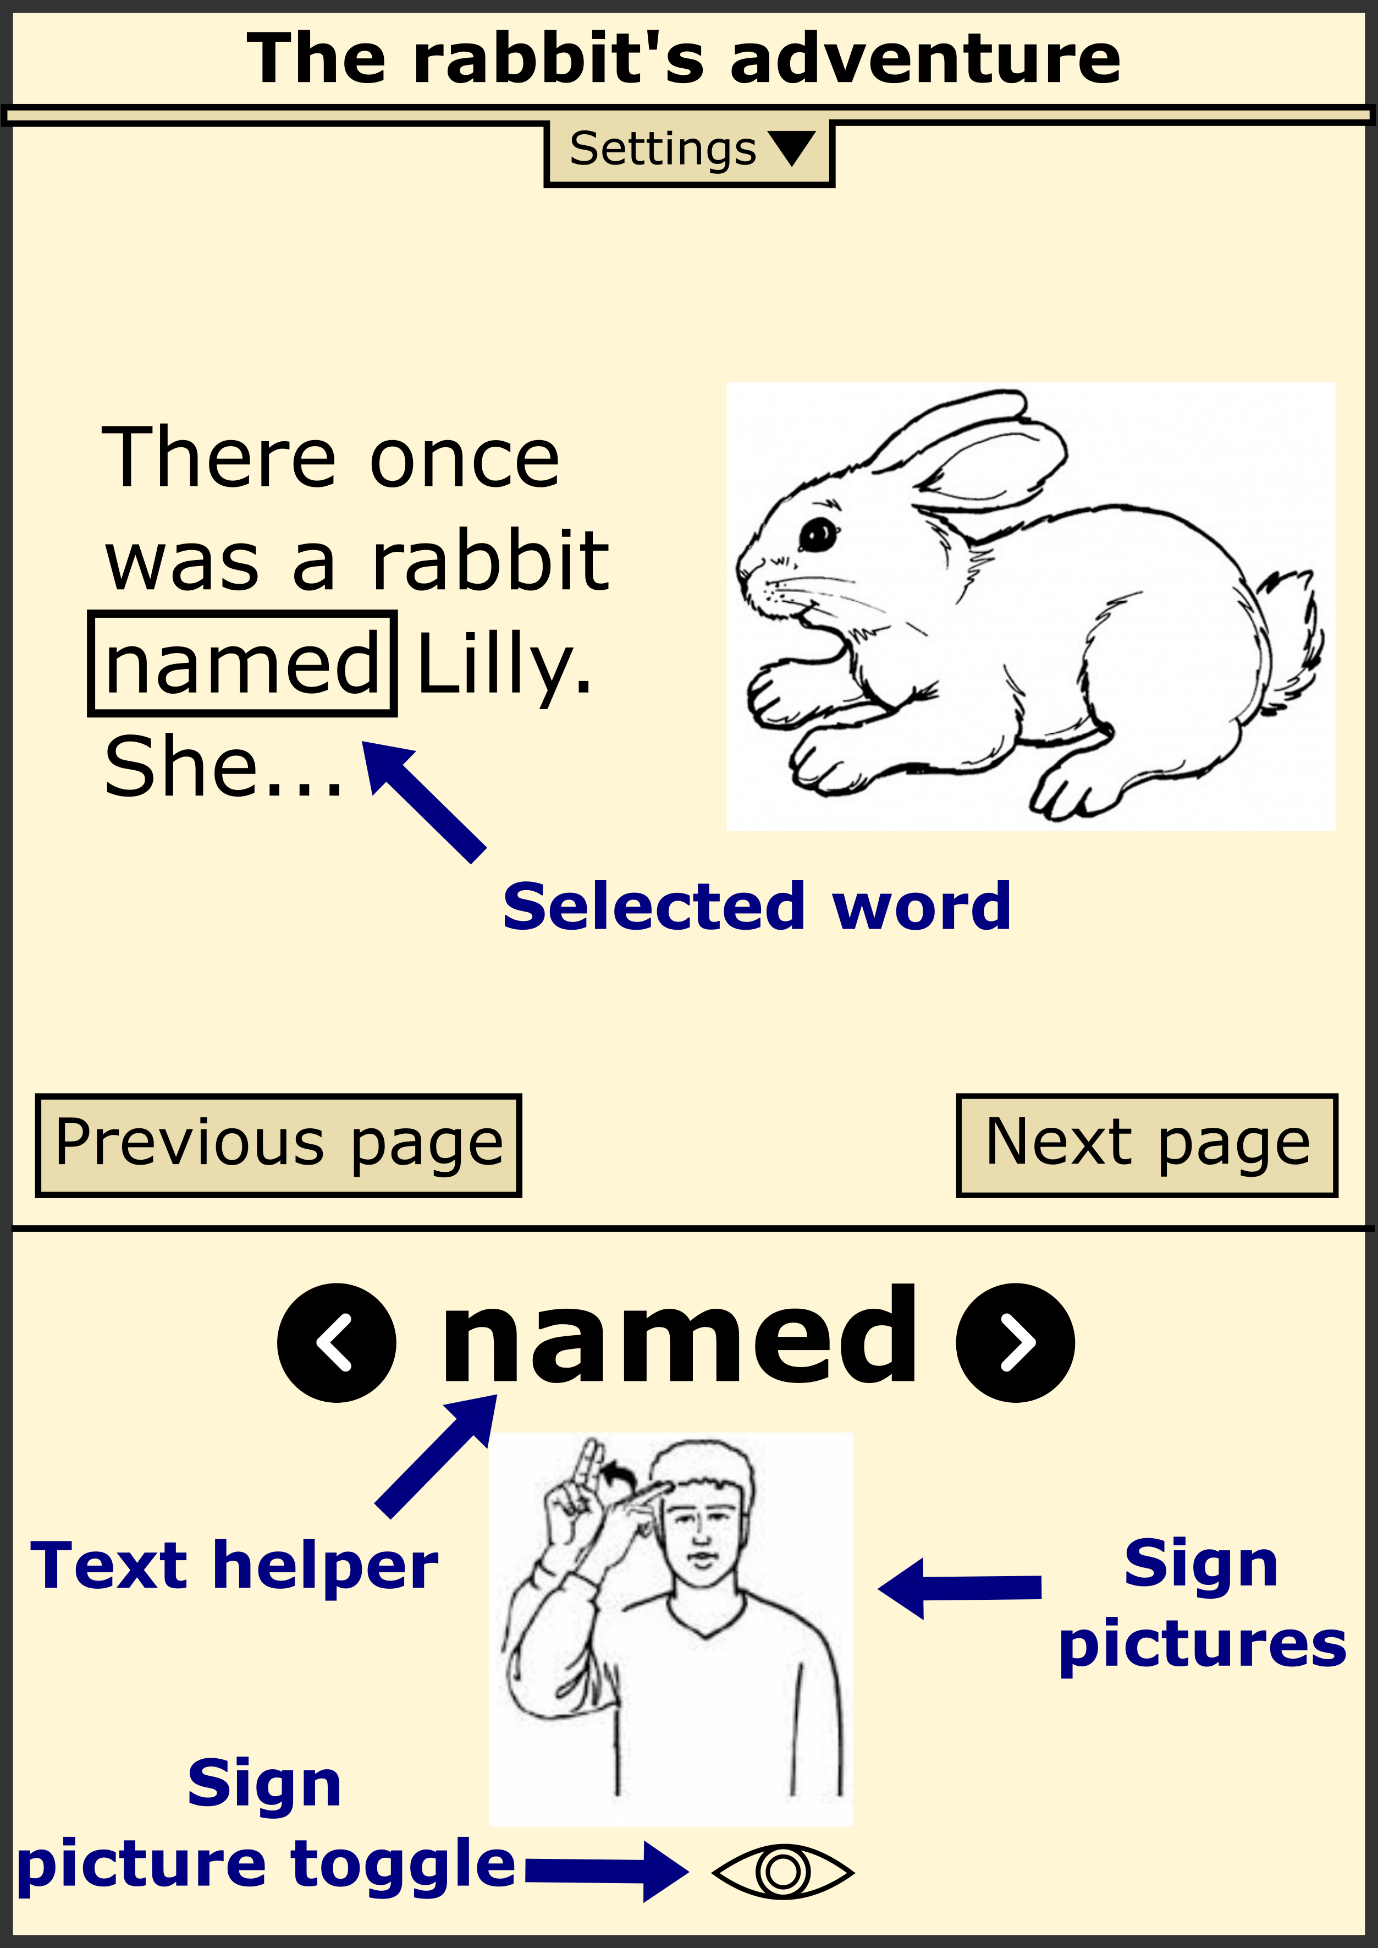 The rabbit's adventure
Settings
There once
was a rabbit
named Lilly.
She...
Selected word
Previous page
Next page
named
Text helper
Sign
pictures
Sign
picture toggle